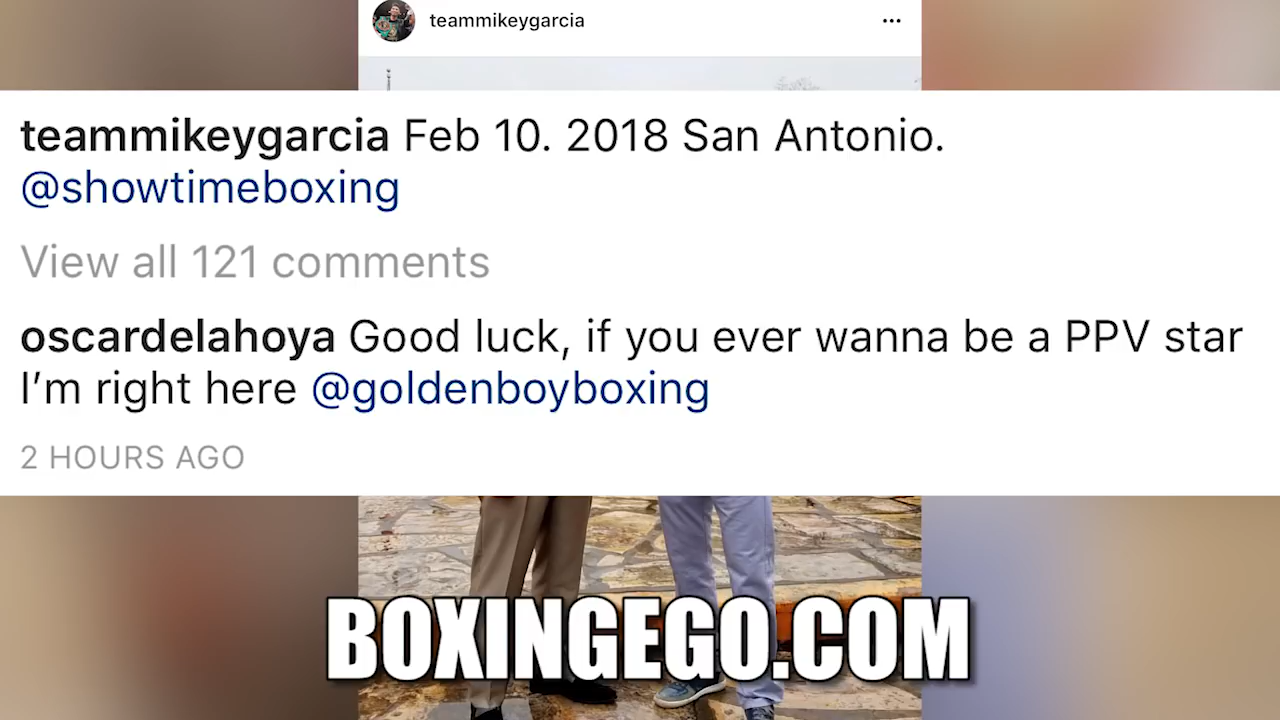 teammikeygarcia
teammikeygarcia Feb 10. 2018 San Antonio.
@showtimeboxing
View all 121 comments
oscardelahoya Good luck, if you ever wanna be a PPV star
I’m right here @goldenboyboxing
2 HOURS AGO
BOXINGEGO.COM